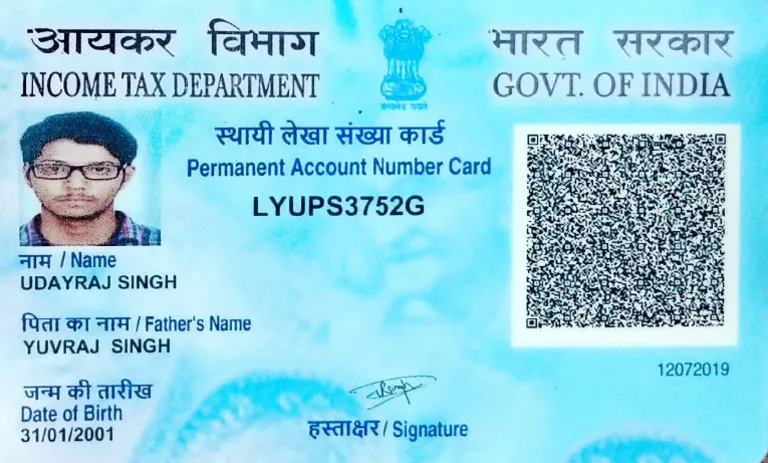 आयकर विभाग
INCOME TAX DEPARTMENT
भारत सरकार
GOVT. OF INDIA
सत्यमेव जयते
स्थायी लेखा संख्या कार्ड
Permanent Account Number Card
LYUPS3752G
नाम / Name
UDAYRAJ SINGH
पिता का नाम / Father's Name
YUVRAJ SINGH
जन्म की तारीख
Date of Birth
31/01/2001
हस्ताक्षर / Signature
12072019